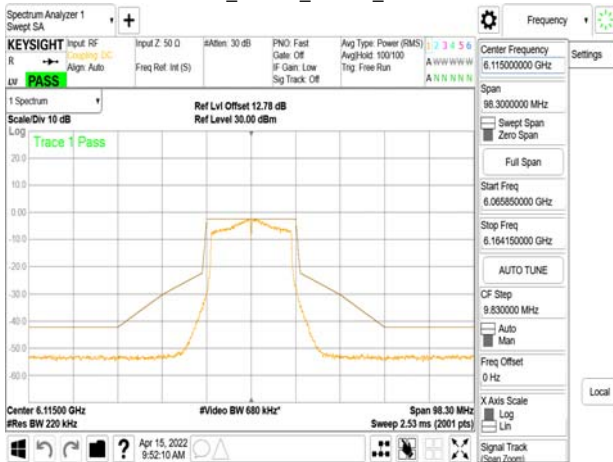 Spectrum Analyzer 1
Swept SA
Frequency
KEYSIGHT
Input: RF
Coupling: DC
Align: Auto
Input Z: 50 Ω
Freq Ref: Int (S)
#Atten: 30 dB
PNO: Fast
Gate: Off
IF Gain: Low
Sig Track: Off
Avg Type: Power (RMS)
Avg|Hold: 100/100
Trig: Free Run
1 2 3 4 5 6
A W W W W W
A N N N N N
R
LV
PASS
1 Spectrum
Scale/Div 10 dB
Log
Ref Lvl Offset 12.78 dB
Ref Level 30.00 dBm
Trace 1 Pass
20.0
10.0
0.00
-10.0
-20.0
-30.0
-40.0
-50.0
-60.0
Center 6.11500 GHz
#Res BW 220 kHz
#Video BW 680 kHz*
Span 98.30 MHz
Sweep 2.53 ms (2001 pts)
Apr 15, 2022
9:52:10 AM
Center Frequency
6.115000000 GHz
Settings
Span
98.3000000 MHz
Swept Span
Zero Span
Full Span
Start Freq
6.065850000 GHz
Stop Freq
6.164150000 GHz
AUTO TUNE
CF Step
9.830000 MHz
Auto
Man
Freq Offset
0 Hz
X Axis Scale
Log
Lin
Local
Signal Track
(Span Zoom)